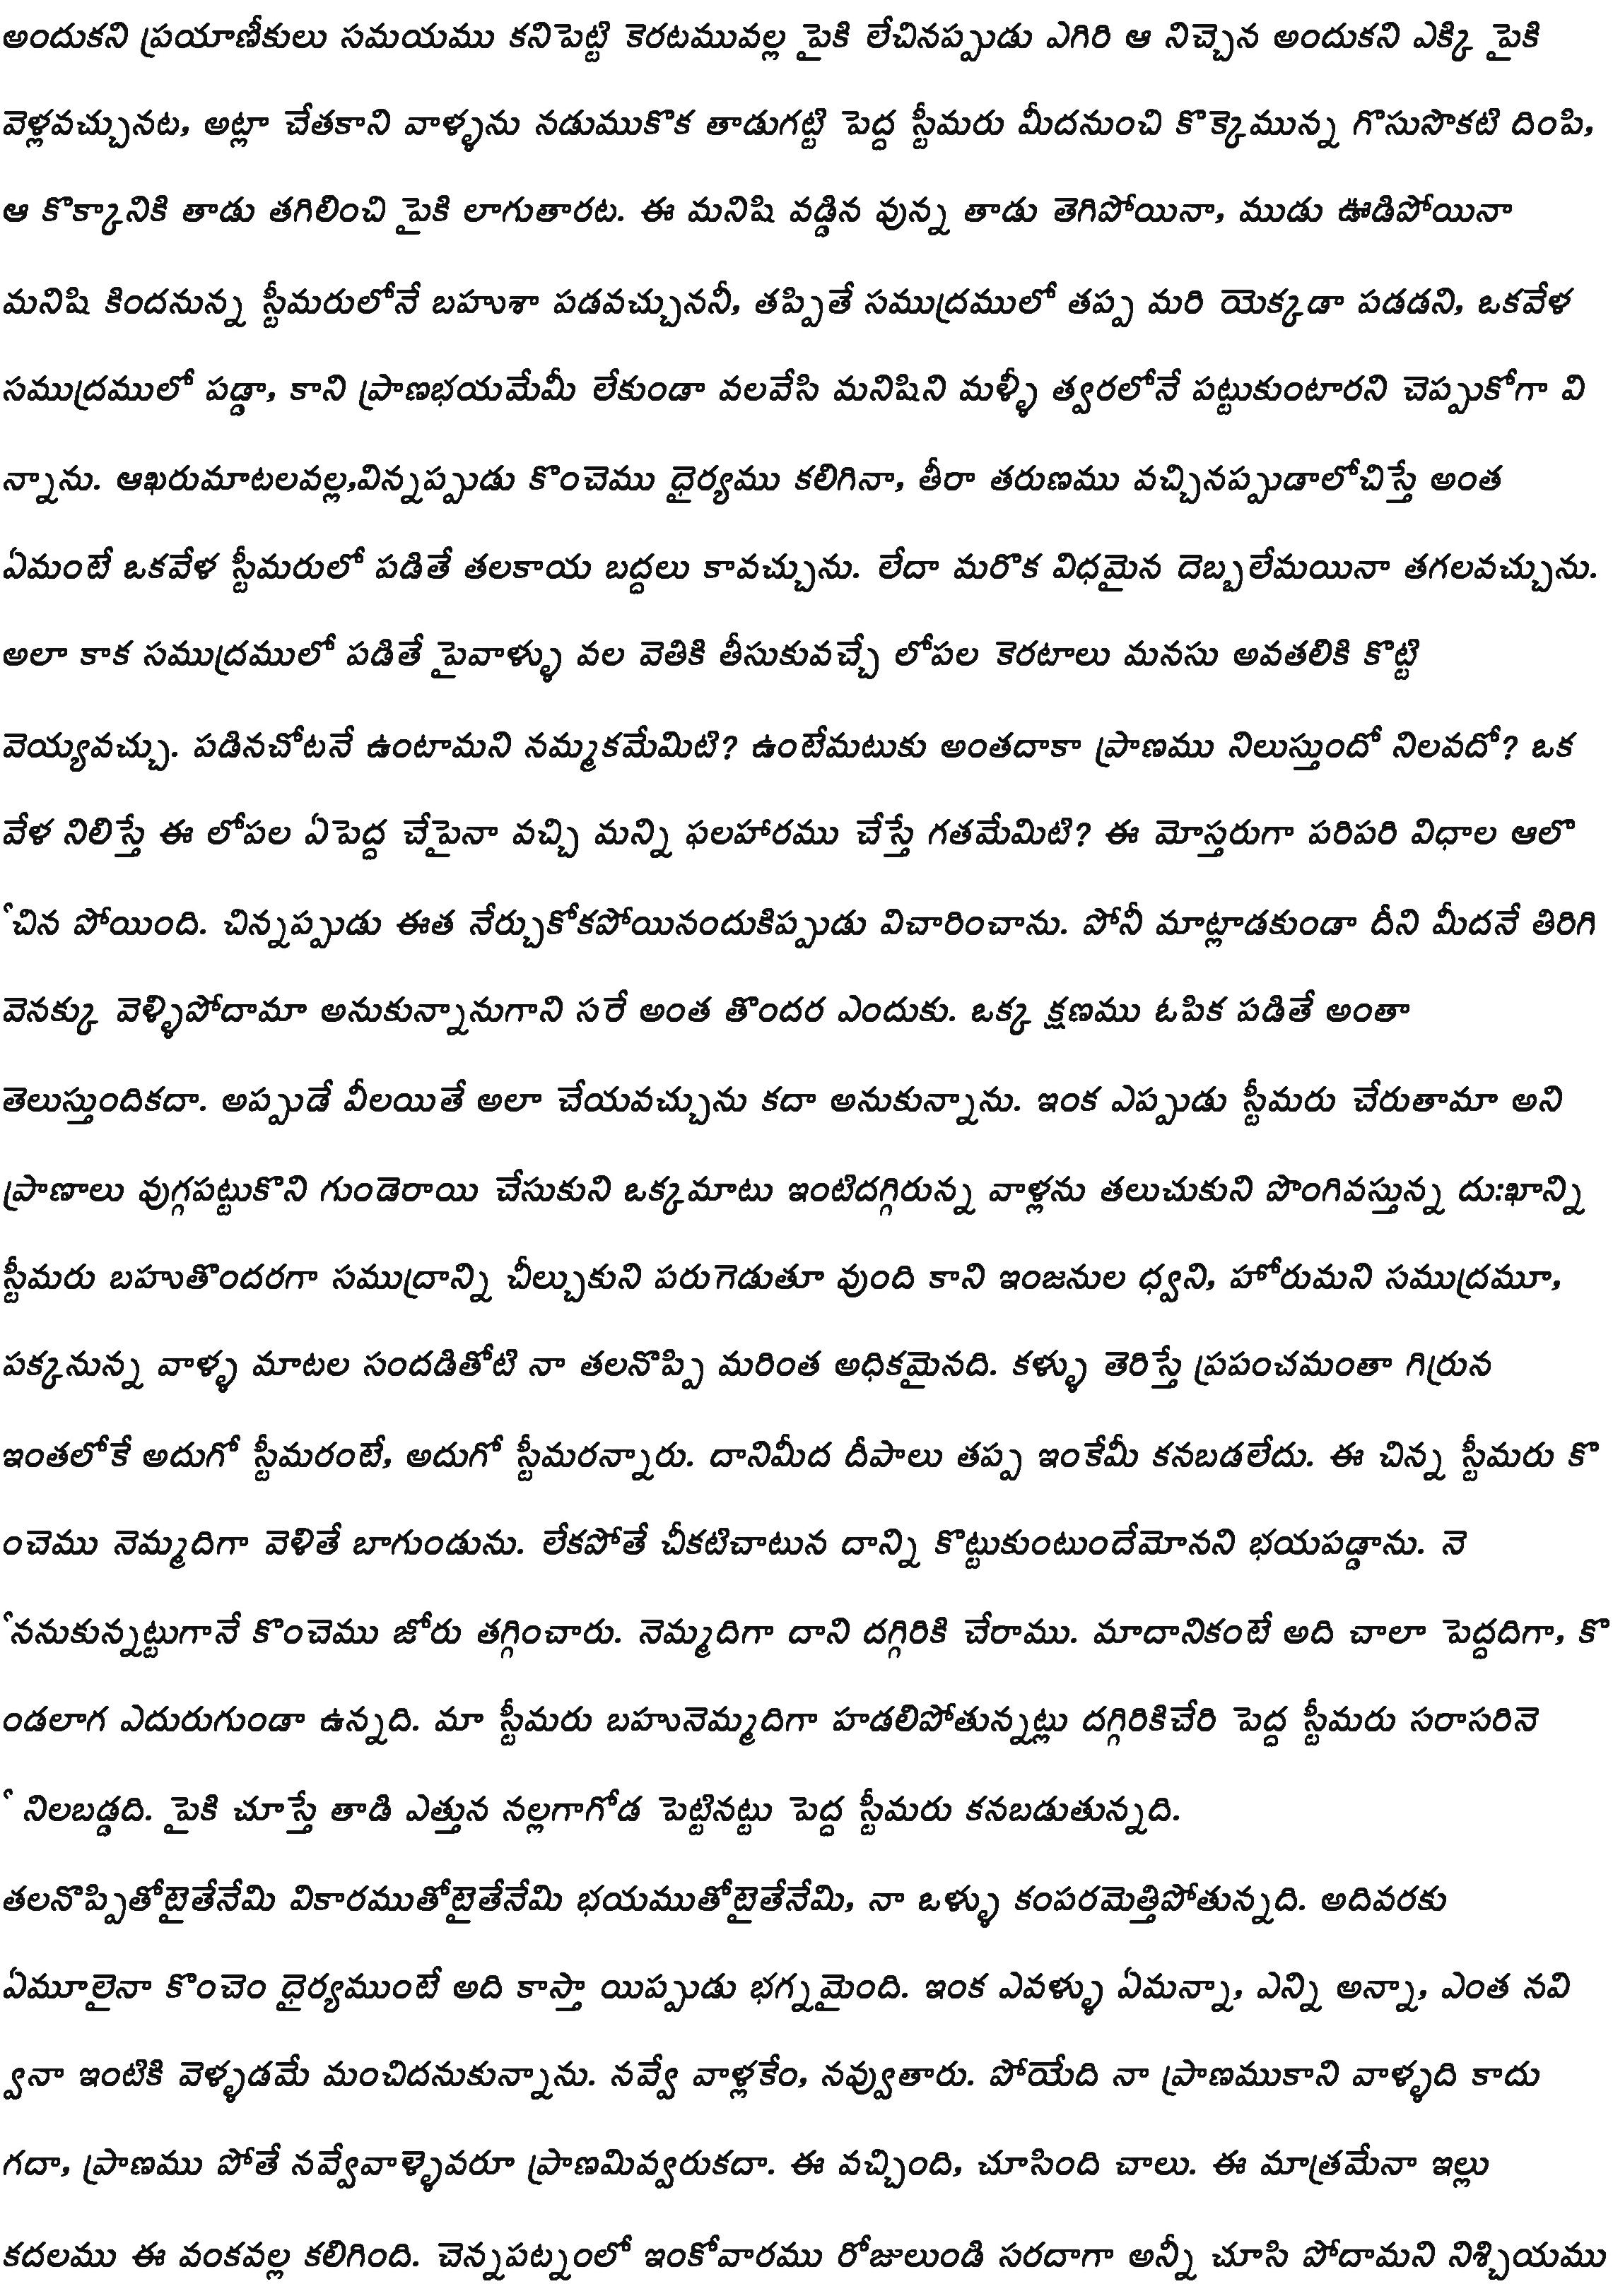 అందుకని ప్రయాణీకులు సమయము కనిపెట్టి కెరటమువల్ల పైకి లేచినప్పుడు ఎగిరి ఆ నిచ్చెన అందుకని ఎక్కి పైకి
వెళ్లవచ్చునట, అట్లా చేతకాని వాళ్ళను నడుముకొక తాడుగట్టి పెద్ద స్టీమరు మీదనుంచి కొక్కెమున్న గొసుసొకటి దింపి,
ఆ కొక్కానికి తాడు తగిలించి పైకి లాగుతారట. ఈ మనిషి వడ్డిన వున్న తాడు తెగిపోయినా, ముడు ఊడిపోయినా
మనిషి కిందనున్న స్టీమరులోనే బహుశా పడవచ్చుననీ, తప్పితే సముద్రములో తప్ప మరి యెక్కడా పడడని, ఒకవేళ
సముద్రములో పడ్డా, కాని ప్రాణభయమేమీ లేకుండా వలవేసి మనిషిని మళ్ళీ త్వరలోనే పట్టుకుంటారని చెప్పుకోగా వి
న్నాను. ఆఖరుమాటలవల్ల,విన్నప్పుడు కొంచెము ధైర్యము కలిగినా, తీరా తరుణము వచ్చినప్పుడాలోచిస్తే అంత
ఏమంటే ఒకవేళ స్టీమరులో పడితే తలకాయ బద్దలు కావచ్చును. లేదా మరొక విధమైన దెబ్బలేమయినా తగలవచ్చును.
అలా కాక సముద్రములో పడితే పైవాళ్ళు వల వెతికి తీసుకువచ్చే లోపల కెరటాలు మనసు అవతలికి కొట్టి
వెయ్యవచ్చు. పడినచోటనే ఉంటామని నమ్మకమేమిటి? ఉంటేమటుకు అంతదాకా ప్రాణము నిలుస్తుందో నిలవదో? ఒక
వేళ నిలిస్తే ఈ లోపల ఏపెద్ద చేపైనా వచ్చి మన్ని ఫలహారము చేస్తే గతమేమిటి? ఈ మోస్తరుగా పరిపరి విధాల ఆలొ
ేచిన పోయింది. చిన్నప్పుడు ఈత నేర్చుకోకపోయినందుకిప్పుడు విచారించాను. పోనీ మాట్లాడకుండా దీని మీదనే తిరిగి
వెనక్కు వెళ్ళిపోదామా అనుకున్నానుగాని సరే అంత తొందర ఎందుకు. ఒక్క క్షణము ఓపిక పడితే అంతా
తెలుస్తుందికదా. అప్పుడే వీలయితే అలా చేయవచ్చును కదా అనుకున్నాను. ఇంక ఎప్పుడు స్టీమరు చేరుతామా అని
ప్రాణాలు వుగ్గపట్టుకొని గుండెరాయి చేసుకుని ఒక్కమాటు ఇంటిదగ్గిరున్న వాళ్లను తలుచుకుని పొంగివస్తున్న దు:ఖాన్ని
స్టీమరు బహుతొందరగా సముద్రాన్ని చీల్చుకుని పరుగెడుతూ వుంది కాని ఇంజనుల ధ్వని, హోరుమని సముద్రమూ,
పక్కనున్న వాళ్ళ మాటల సందడితోటి నా తలనొప్పి మరింత అధికమైనది. కళ్ళు తెరిస్తే ప్రపంచమంతా గిర్రున
ఇంతలోకే అదుగో స్టీమరంటే, అదుగో స్టీమరన్నారు. దానిమీద దీపాలు తప్ప ఇంకేమీ కనబడలేదు. ఈ చిన్న స్టీమరు కొ
ంచెము నెమ్మదిగా వెళితే బాగుండును. లేకపోతే చీకటిచాటున దాన్ని కొట్టుకుంటుందేమోనని భయపడ్డాను. నె
ేననుకున్నట్టుగానే కొంచెము జోరు తగ్గించారు. నెమ్మదిగా దాని దగ్గిరికి చేరాము. మాదానికంటే అది చాలా పెద్దదిగా, కొ
ండలాగ ఎదురుగుండా ఉన్నది. మా స్టీమరు బహునెమ్మదిగా హడలిపోతున్నట్లు దగ్గిరికిచేరి పెద్ద స్టీమరు సరాసరినె
ే నిలబడ్డది. పైకి చూస్తే తాడి ఎత్తున నల్లగాగోడ పెట్టినట్టు పెద్ద స్టీమరు కనబడుతున్నది.
తలనొప్పితోటైతేనేమి వికారముతోటైతేనేమి భయముతోటైతేనేమి, నా ఒళ్ళు కంపరమెత్తిపోతున్నది. అదివరకు
ఏమూలైనా కొంచెం ధైర్యముంటే అది కాస్తా యిప్పుడు భగ్నమైంది. ఇంక ఎవళ్ళు ఏమన్నా, ఎన్ని అన్నా, ఎంత నవి
్వనా ఇంటికి వెళ్ళడమే మంచిదనుకున్నాను. నవ్వే వాళ్లకేం, నవ్వుతారు. పోయేది నా ప్రాణముకాని వాళ్ళది కాదు
గదా, ప్రాణము పోతే నవ్వేవాళ్ళెవరూ ప్రాణమివ్వరుకదా. ఈ వచ్చింది, చూసింది చాలు. ఈ మాత్రమేనా ఇల్లు
కదలము ఈ వంకవల్ల కలిగింది. చెన్నపట్నంలో ఇంకోవారము రోజులుండి సరదాగా అన్నీ చూసి పోదామని నిశ్చియము